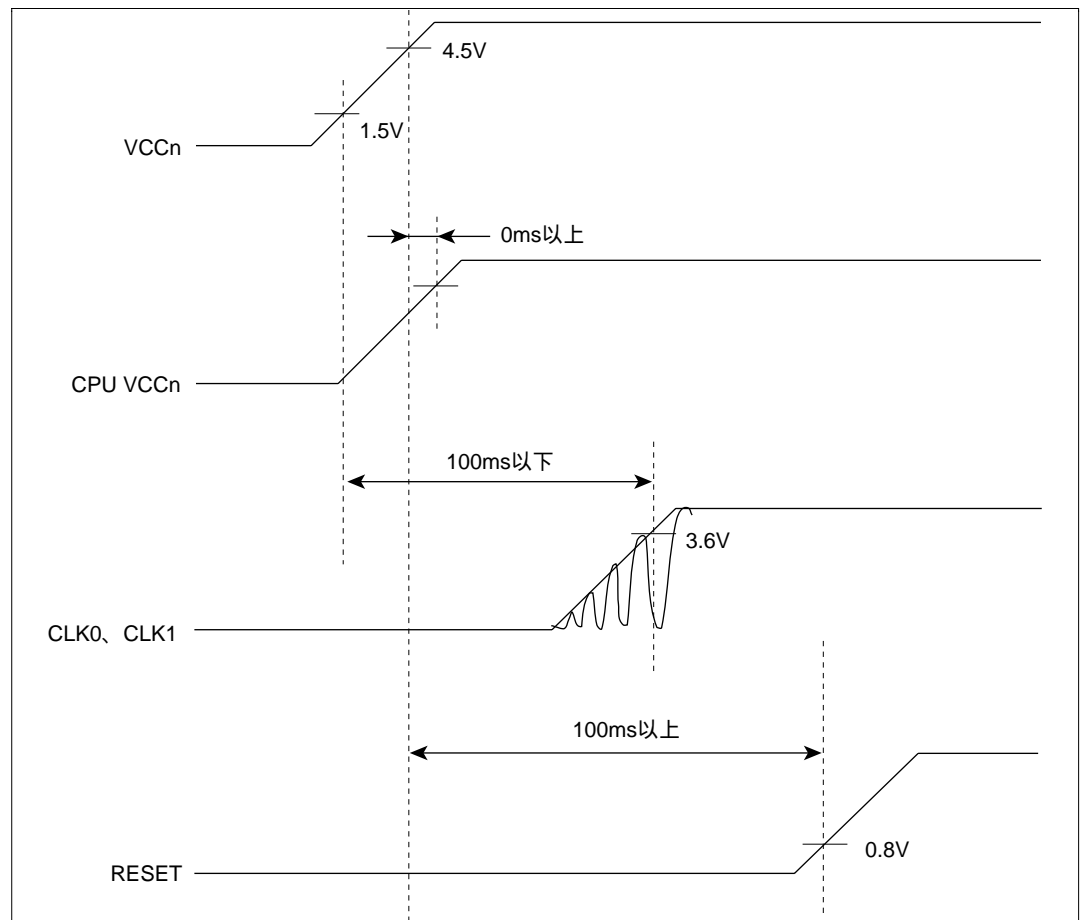 4.5V
1.5V
VCCn
0ms以上
CPU VCCn
100ms以下
3.6V
CLK0、CLK1
100ms以上
0.8V
RESET